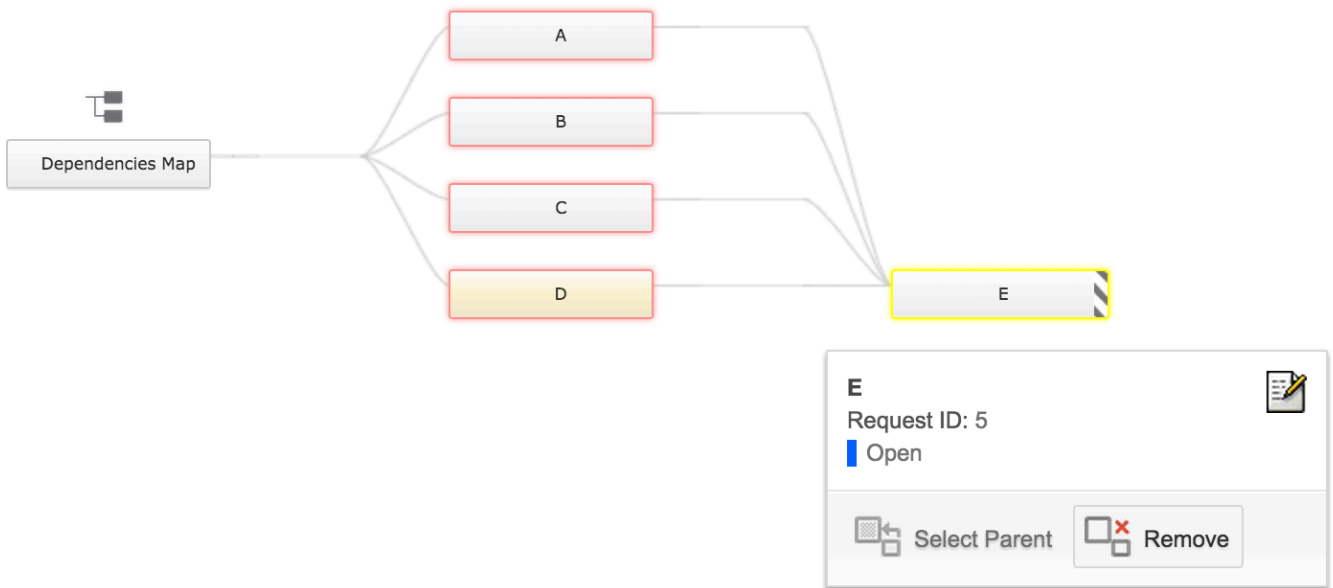 A
B
Dependencies Map
C
D
E
E
Request ID: 5
Open
Select Parent
Remove